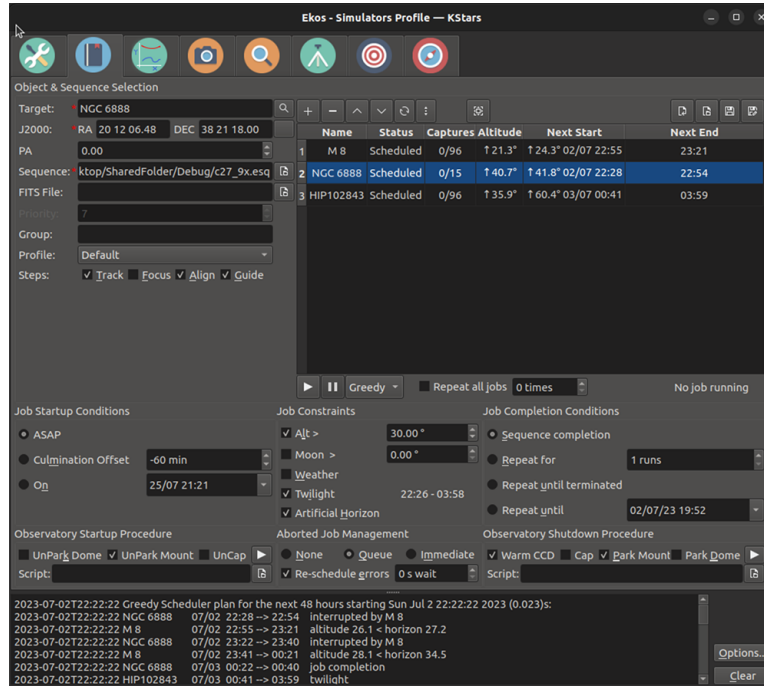 Ekos - Simulators Profile — KStars
Object & Sequence Selection
Target: NGC 6888
J2000: RA 20 12 06.48 DEC 38 21 18.00
PA 0.00
Sequence: ktop/SharedFolder/Debug/c27_9x.esq
FITS File:
Priority: 7
Group:
Profile: Default
Steps: Track Focus Align Guide
Name Status Captures Altitude Next Start Next End
1 M 8 Scheduled 0/96 ↑21.3° ↑24.3° 02/07 22:55 23:21
2 NGC 6888 Scheduled 0/15 ↑40.7° ↑41.8° 02/07 22:28 22:54
3 HIP102843 Scheduled 0/96 ↑35.9° ↑60.4° 03/07 00:41 03:59
Greedy Repeat all jobs 0 times No job running
Job Startup Conditions
ASAP
Culmination Offset -60 min
On 25/07 21:21
Job Constraints
Alt > 30.00 °
Moon > 0.00 °
Weather
Twilight 22:26 - 03:58
Artificial Horizon
Job Completion Conditions
Sequence completion
Repeat for 1 runs
Repeat until terminated
Repeat until 02/07/23 19:52
Observatory Startup Procedure
UnPark Dome UnPark Mount UnCap
Script:
Aborted Job Management
None Queue Immediate
Re-schedule errors 0 s wait
Observatory Shutdown Procedure
Warm CCD Cap Park Mount Park Dome
Script:
2023-07-02T22:22:22 Greedy Scheduler plan for the next 48 hours starting Sun Jul 2 22:22:22 2023 (0.023)s:
2023-07-02T22:22:22 NGC 6888 07/02 22:28 --> 22:54 interrupted by M 8
2023-07-02T22:22:22 M 8 07/02 22:55 --> 23:21 altitude 26.1 < horizon 27.2
2023-07-02T22:22:22 NGC 6888 07/02 23:22 --> 23:40 interrupted by M 8
2023-07-02T22:22:22 M 8 07/02 23:41 --> 00:21 altitude 28.1 < horizon 34.5
2023-07-02T22:22:22 NGC 6888 07/03 00:22 --> 00:40 job completion
2023-07-02T22:22:22 HIP102843 07/03 00:41 --> 03:59 twilight
Options...
Clear